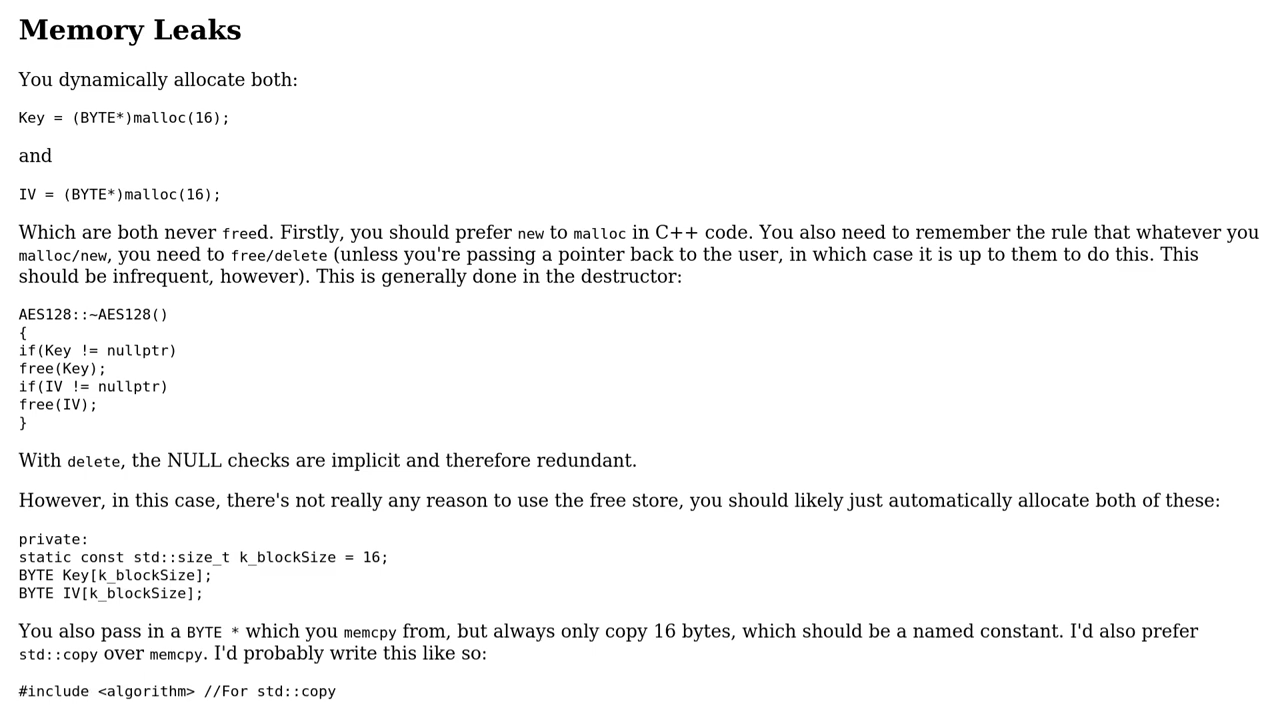 Memory Leaks
You dynamically allocate both:
Key = (BYTE*)malloc(16);
and
IV = (BYTE*)malloc(16);
Which are both never freed. Firstly, you should prefer new to malloc in C++ code. You also need to remember the rule that whatever you
malloc/new, you need to free/delete (unless you're passing a pointer back to the user, in which case it is up to them to do this. This
should be infrequent, however). This is generally done in the destructor:
AES128::~AES128()
{
if(Key != nullptr)
free(Key);
if(IV != nullptr)
free(IV);
}
With delete, the NULL checks are implicit and therefore redundant.
However, in this case, there's not really any reason to use the free store, you should likely just automatically allocate both of these:
private:
static const std::size_t k_blockSize = 16;
BYTE Key[k_blockSize];
BYTE IV[k_blockSize];
You also pass in a BYTE * which you memcpy from, but always only copy 16 bytes, which should be a named constant. I'd also prefer
std::copy over memcpy. I'd probably write this like so:
#include <algorithm> //For std::copy